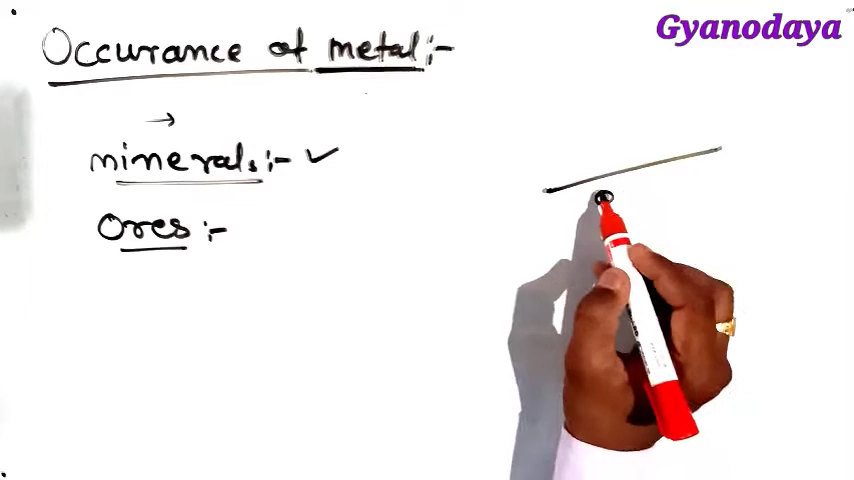 Gyanodaya
Occurance of metal :-
→
minerals :- ✓
Ores :-